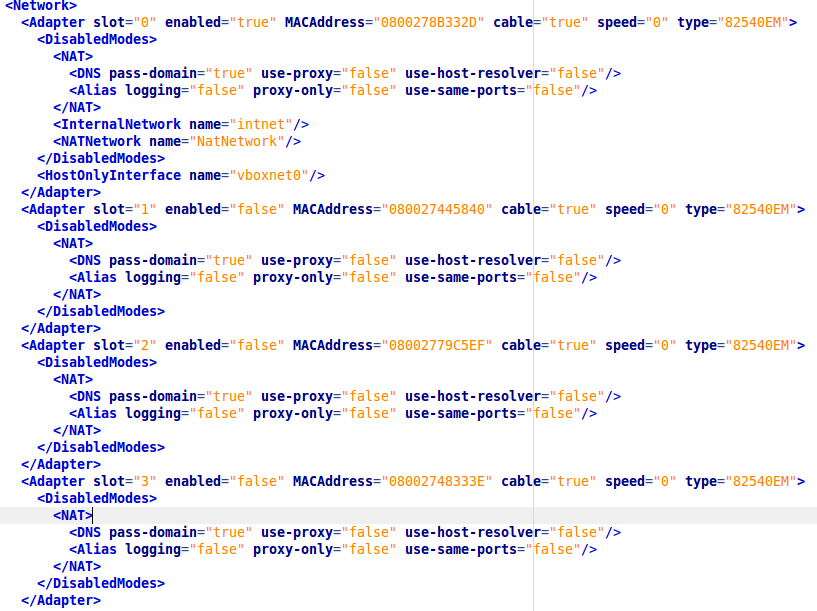 <Network>
<Adapter slot="0" enabled="true" MACAddress="0800278B332D" cable="true" speed="0" type="82540EM">
<DisabledModes>
<NAT>
<DNS pass-domain="true" use-proxy="false" use-host-resolver="false"/>
<Alias logging="false" proxy-only="false" use-same-ports="false"/>
</NAT>
<InternalNetwork name="intnet"/>
<NATNetwork name="NatNetwork"/>
</DisabledModes>
<HostOnlyInterface name="vboxnet0"/>
</Adapter>
<Adapter slot="1" enabled="false" MACAddress="080027445840" cable="true" speed="0" type="82540EM">
<DisabledModes>
<NAT>
<DNS pass-domain="true" use-proxy="false" use-host-resolver="false"/>
<Alias logging="false" proxy-only="false" use-same-ports="false"/>
</NAT>
</DisabledModes>
</Adapter>
<Adapter slot="2" enabled="false" MACAddress="08002779C5EF" cable="true" speed="0" type="82540EM">
<DisabledModes>
<NAT>
<DNS pass-domain="true" use-proxy="false" use-host-resolver="false"/>
<Alias logging="false" proxy-only="false" use-same-ports="false"/>
</NAT>
</DisabledModes>
</Adapter>
<Adapter slot="3" enabled="false" MACAddress="08002748333E" cable="true" speed="0" type="82540EM">
<DisabledModes>
<NAT>
<DNS pass-domain="true" use-proxy="false" use-host-resolver="false"/>
<Alias logging="false" proxy-only="false" use-same-ports="false"/>
</NAT>
</DisabledModes>
</Adapter>